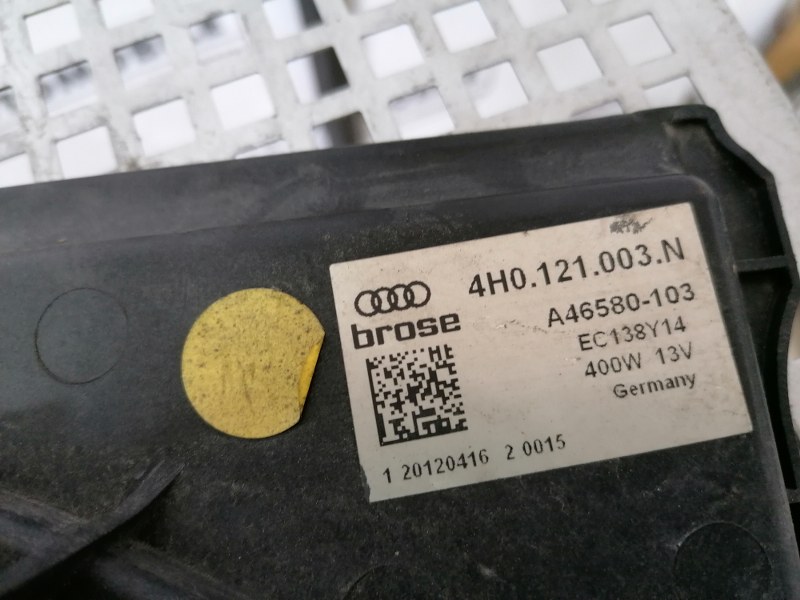 4H0.121.003.N
brose
A46580-103
EC138Y14
400W 13V
Germany
1 20120416 2 0015